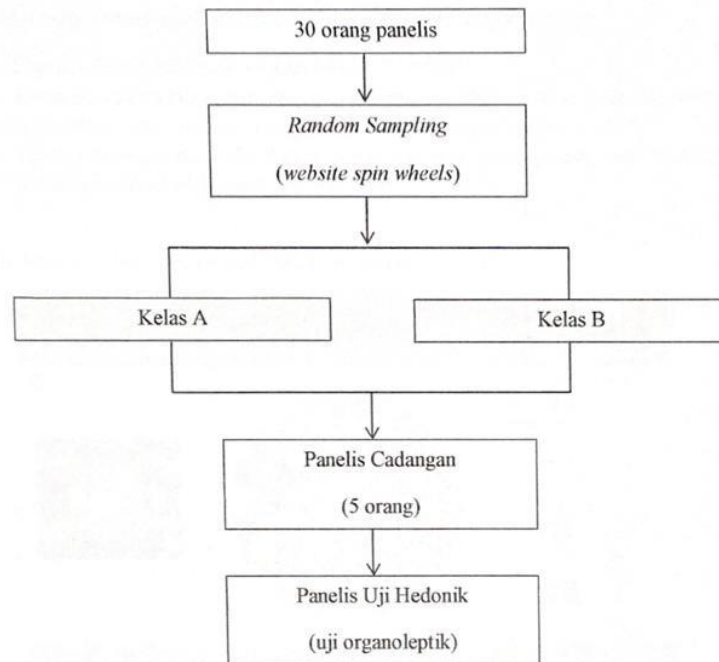 30 orang panelis
Random Sampling
(website spin wheels)
Kelas A
Kelas B
Panelis Cadangan
(5 orang)
Panelis Uji Hedonik
(uji organoleptik)